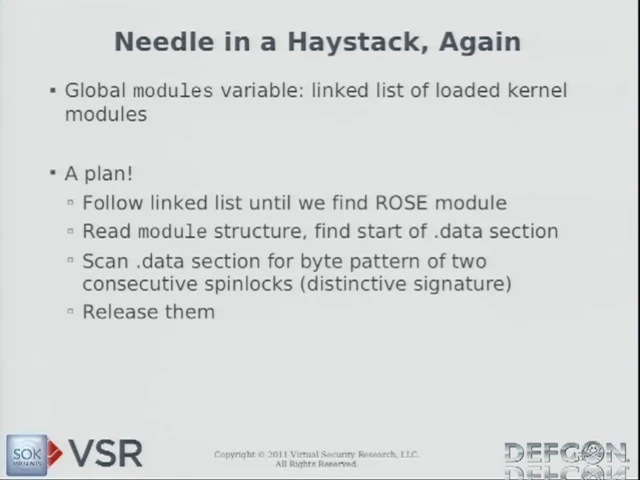 Needle in a Haystack, Again
▪ Global modules variable: linked list of loaded kernel
modules
▪ A plan!
▫ Follow linked list until we find ROSE module
▫ Read module structure, find start of .data section
▫ Scan .data section for byte pattern of two
consecutive spinlocks (distinctive signature)
▫ Release them
SOK
PRESENTS
VSR
Copyright © 2011 Virtual Security Research, LLC.
All Rights Reserved.
DEFCON